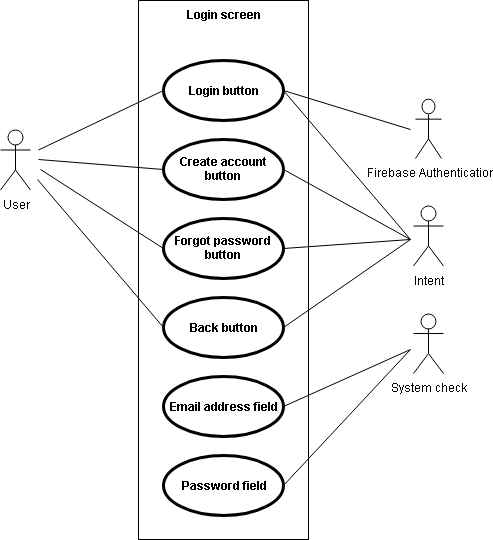 Login screen
Login button
Create account
button
Forgot password
button
Back button
Email address field
Password field
User
Firebase Authentication
Intent
System check